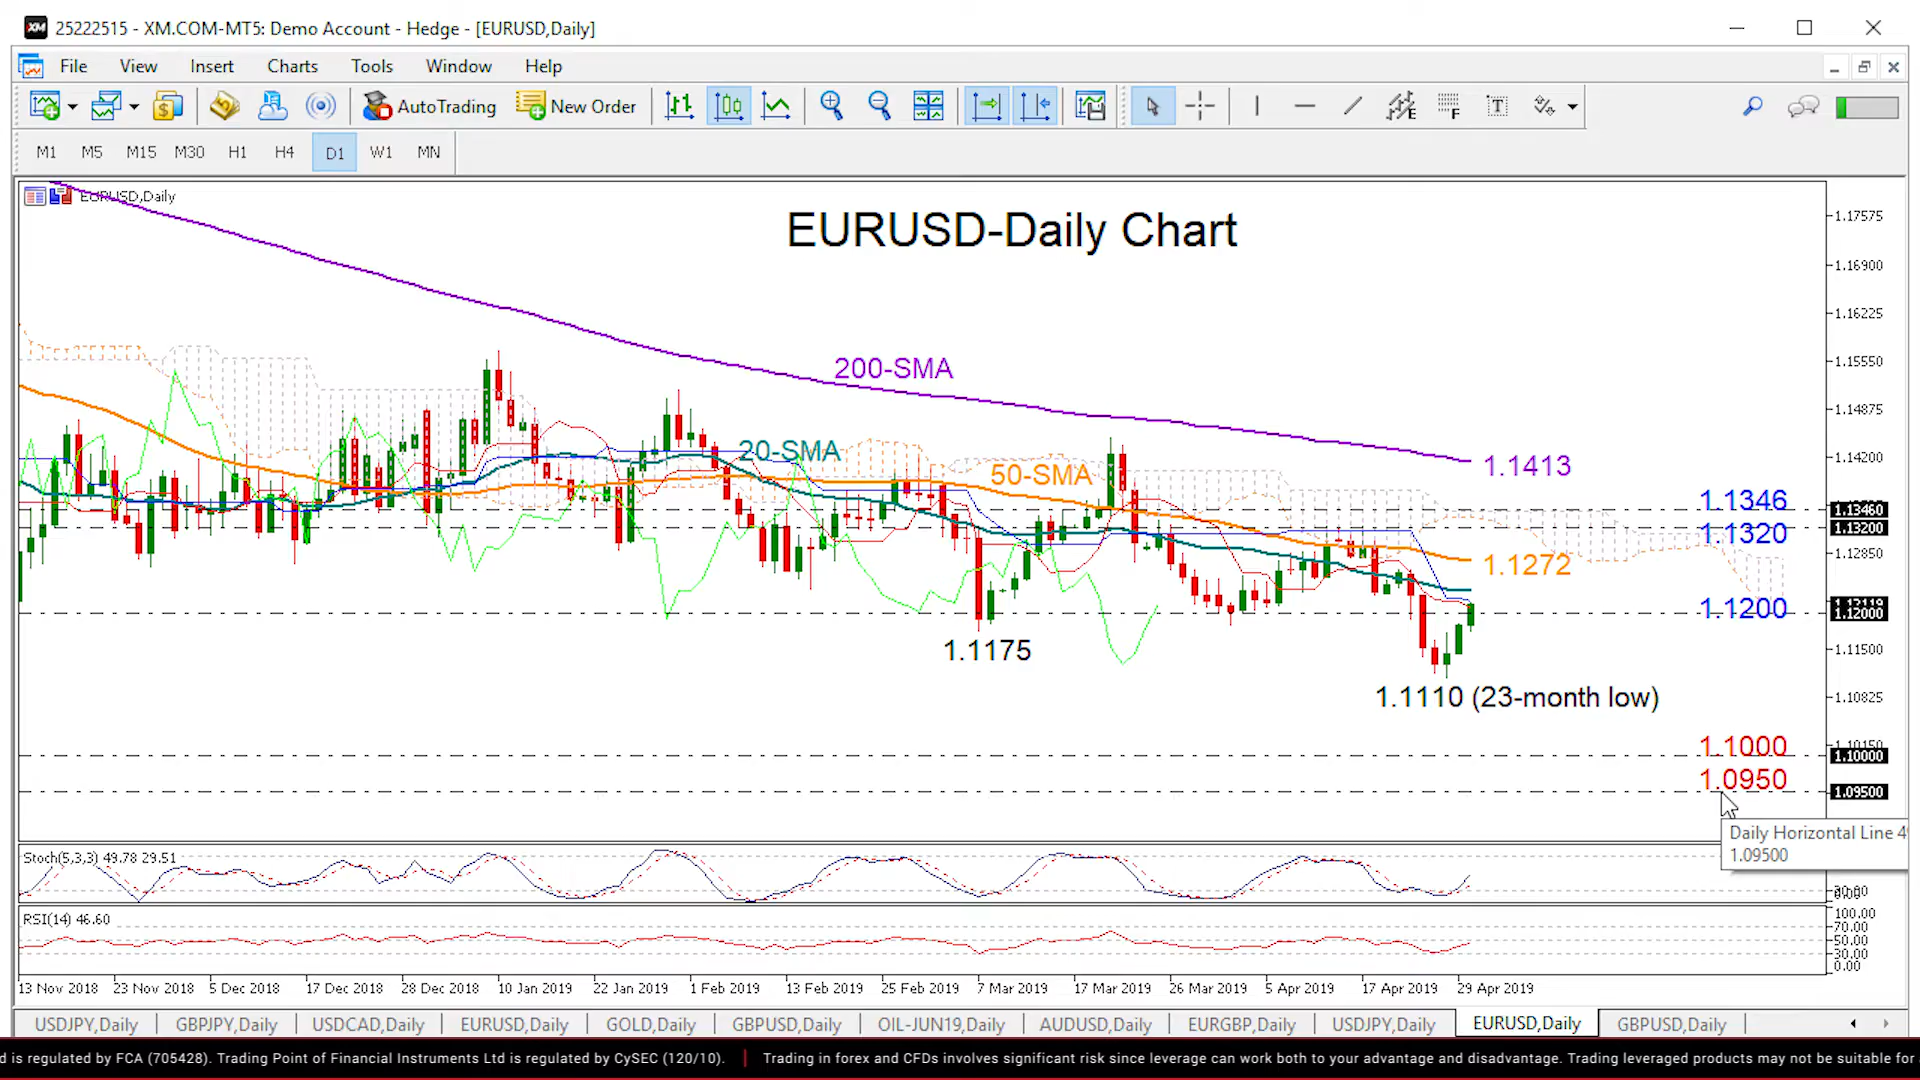 XM 25222515 - XM.COM-MT5: Demo Account - Hedge - [EURUSD,Daily]
File View Insert Charts Tools Window Help
AutoTrading New Order
M1 M5 M15 M30 H1 H4 D1 W1 MN
EURUSD,Daily
EURUSD-Daily Chart
1.17575
1.16900
1.16225
1.15550
200-SMA
1.14875
20-SMA
1.14200
50-SMA
1.1413
1.1346
1.13460
1.1320
1.13200
1.12850
1.1272
1.1200
1.12119
1.12000
1.1175
1.11500
1.1110 (23-month low)
1.10825
1.1000
1.10150
1.10000
1.0950
1.09500
Daily Horizontal Line 4
1.09500
Stoch(5,3,3) 49.78 29.51
RSI(14) 46.60
100.00
70.00
50.00
30.00
0.00
13 Nov 2018 23 Nov 2018 5 Dec 2018 17 Dec 2018 28 Dec 2018 10 Jan 2019 22 Jan 2019 1 Feb 2019 13 Feb 2019 25 Feb 2019 7 Mar 2019 17 Mar 2019 26 Mar 2019 5 Apr 2019 17 Apr 2019 29 Apr 2019
USDJPY,Daily GBPJPY,Daily USDCAD,Daily EURUSD,Daily GOLD,Daily GBPUSD,Daily OIL-JUN19,Daily AUDUSD,Daily EURGBP,Daily USDJPY,Daily EURUSD,Daily GBPUSD,Daily
d is regulated by FCA (705428). Trading Point of Financial Instruments Ltd is regulated by CySEC (120/10). | Trading in forex and CFDs involves significant risk since leverage can work both to your advantage and disadvantage. Trading leveraged products may not be suitable for